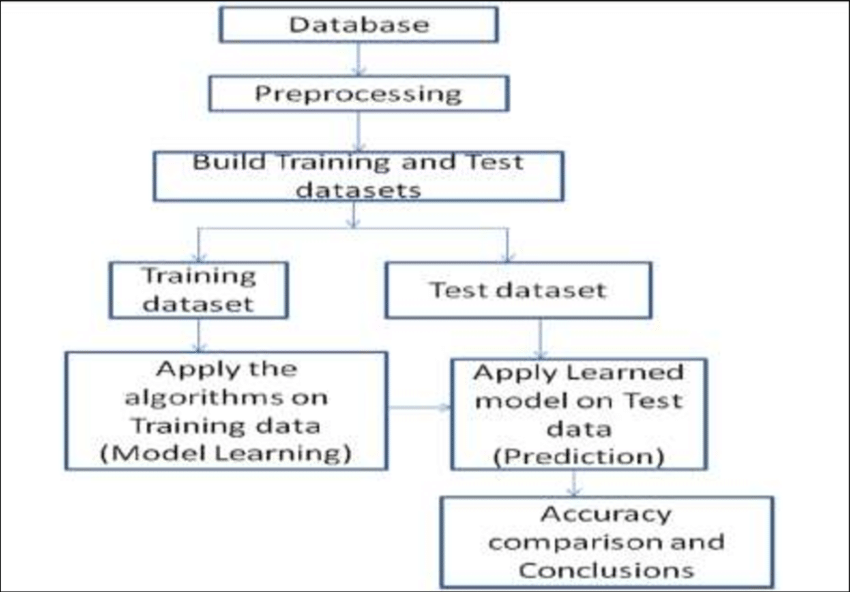 Database
Preprocessing
Build Training and Test
datasets
Training
dataset
Test dataset
Apply the
algorithms on
Training data
(Model Learning)
Apply Learned
model on Test
data
(Prediction)
Accuracy
comparison and
Conclusions